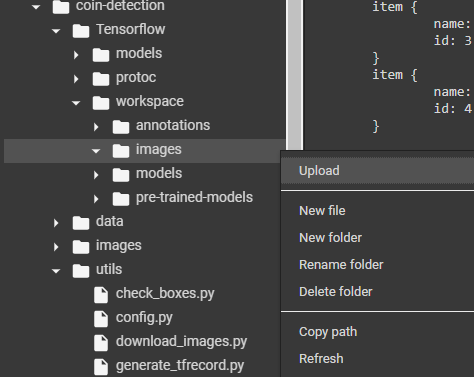 coin-detection
Tensorflow
models
protoc
workspace
annotations
images
models
pre-trained-models
data
images
utils
check_boxes.py
config.py
download_images.py
generate_tfrecord.py
item {
name:
id: 3
}
item {
name:
id: 4
}
Upload
New file
New folder
Rename folder
Delete folder
Copy path
Refresh